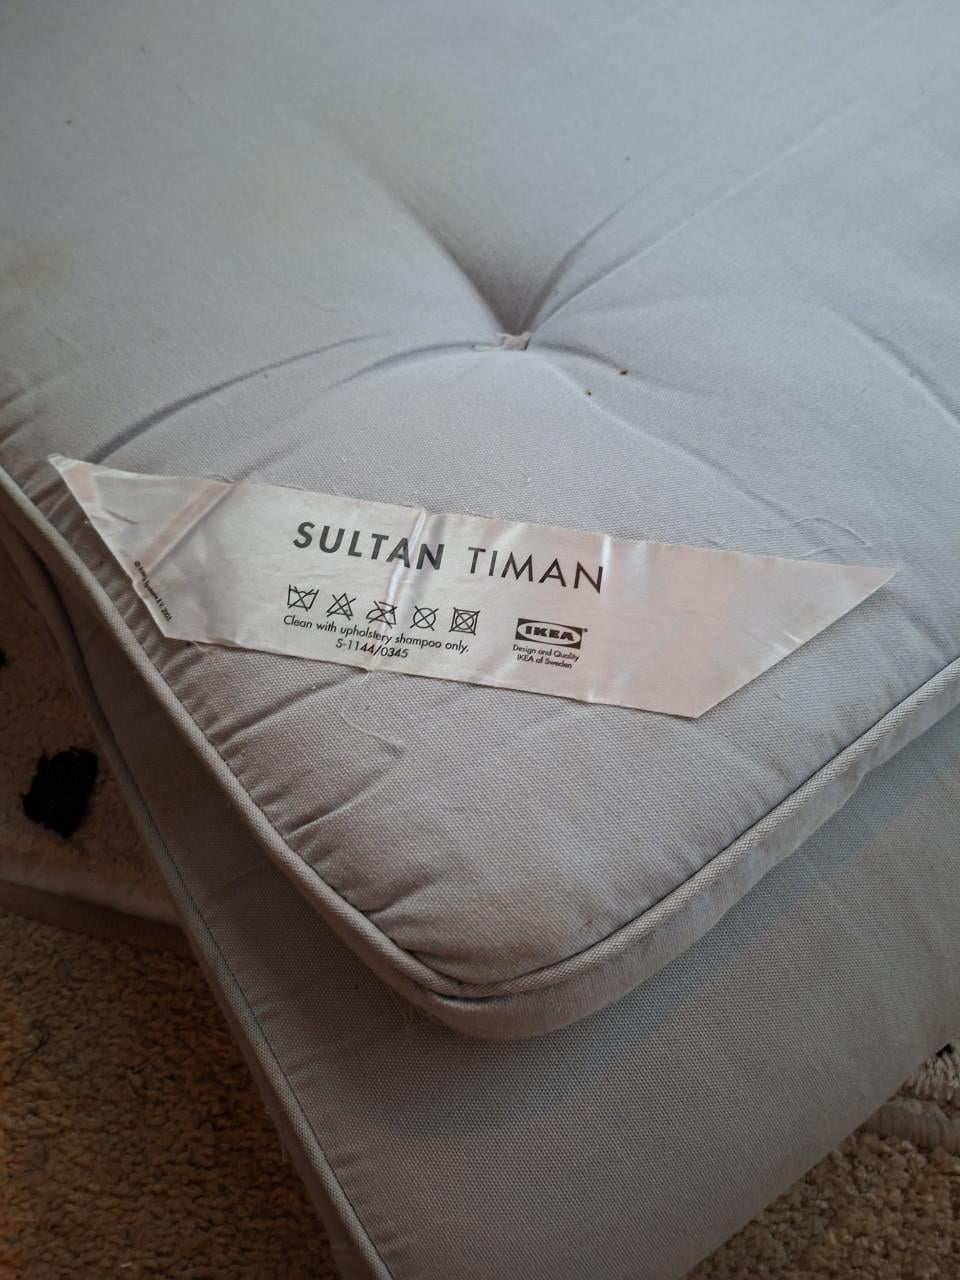 SULTAN TIMAN
Clean with upholstery shampoo only.
5-1144/0345
IKEA®
Design and Quality
IKEA of Sweden